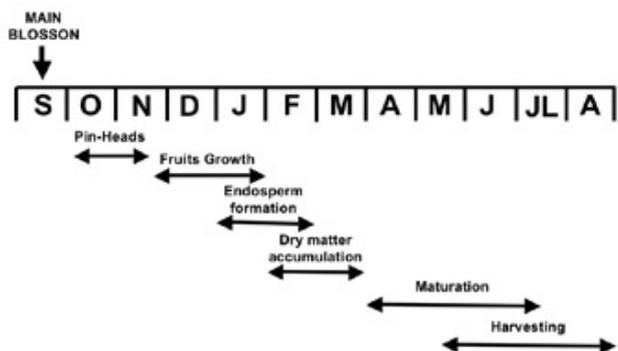 MAIN
BLOSSON
S O N D J F M A M J JL A
Pin-Heads
Fruits Growth
Endosperm
formation
Dry matter
accumulation
Maturation
Harvesting